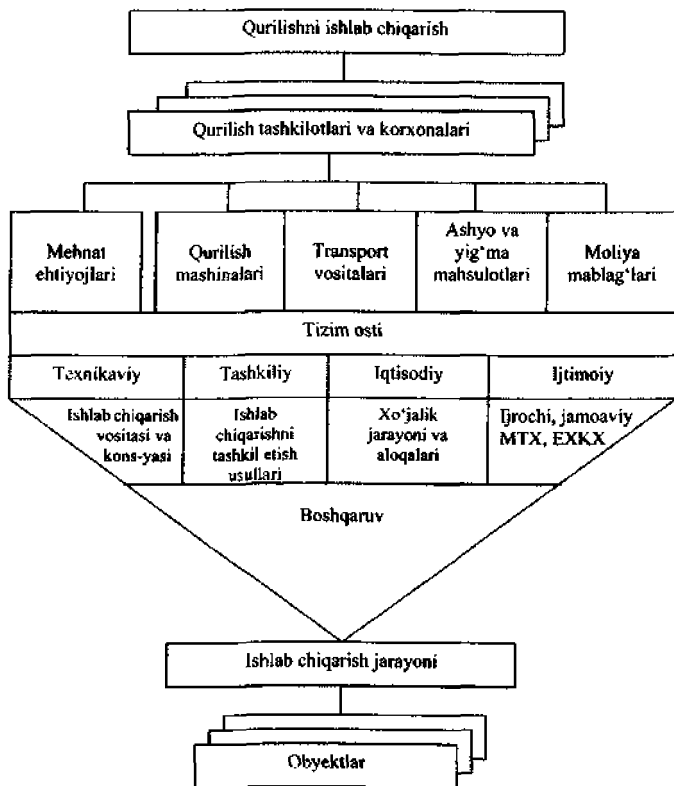 Qurilishni ishlab chiqarish
Qurilish tashkilotlari va korxonalari
Mehnat
ehtiyojlari
Qurilish
mashinalari
Transport
vositalari
Ashyo va
yig‘ma
mahsulotlari
Moliya
mablag‘lari
Tizim osti
Texnikaviy
Tashkiliy
Iqtisodiy
Ijtimoiy
Ishlab chiqarish
vositasi va
kons-yasi
Ishlab
chiqarishni
tashkil etish
usullari
Xo‘jalik
jarayoni va
aloqalari
Ijrochi, jamoaviy
MTX, EXKX
Boshqaruv
Ishlab chiqarish jarayoni
Obyektlar